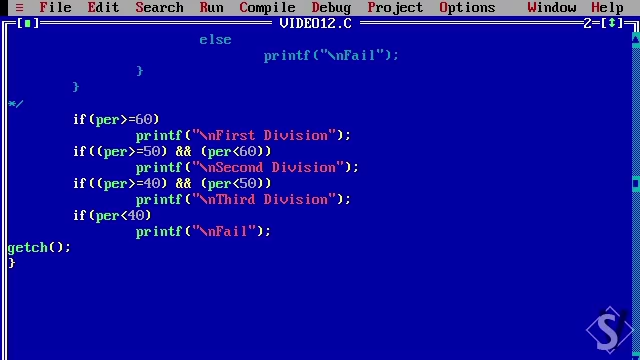 ≡ File Edit Search Run Compile Debug Project Options Window Help
[■] VIDEO12.C 2=[↕]
else
printf("\nFail");
}
}
*/
if(per>=60)
printf("\nFirst Division");
if((per>=50) && (per<60))
printf("\nSecond Division");
if((per>=40) && (per<50))
printf("\nThird Division");
if(per<40)
printf("\nFail");
getch();
}
S